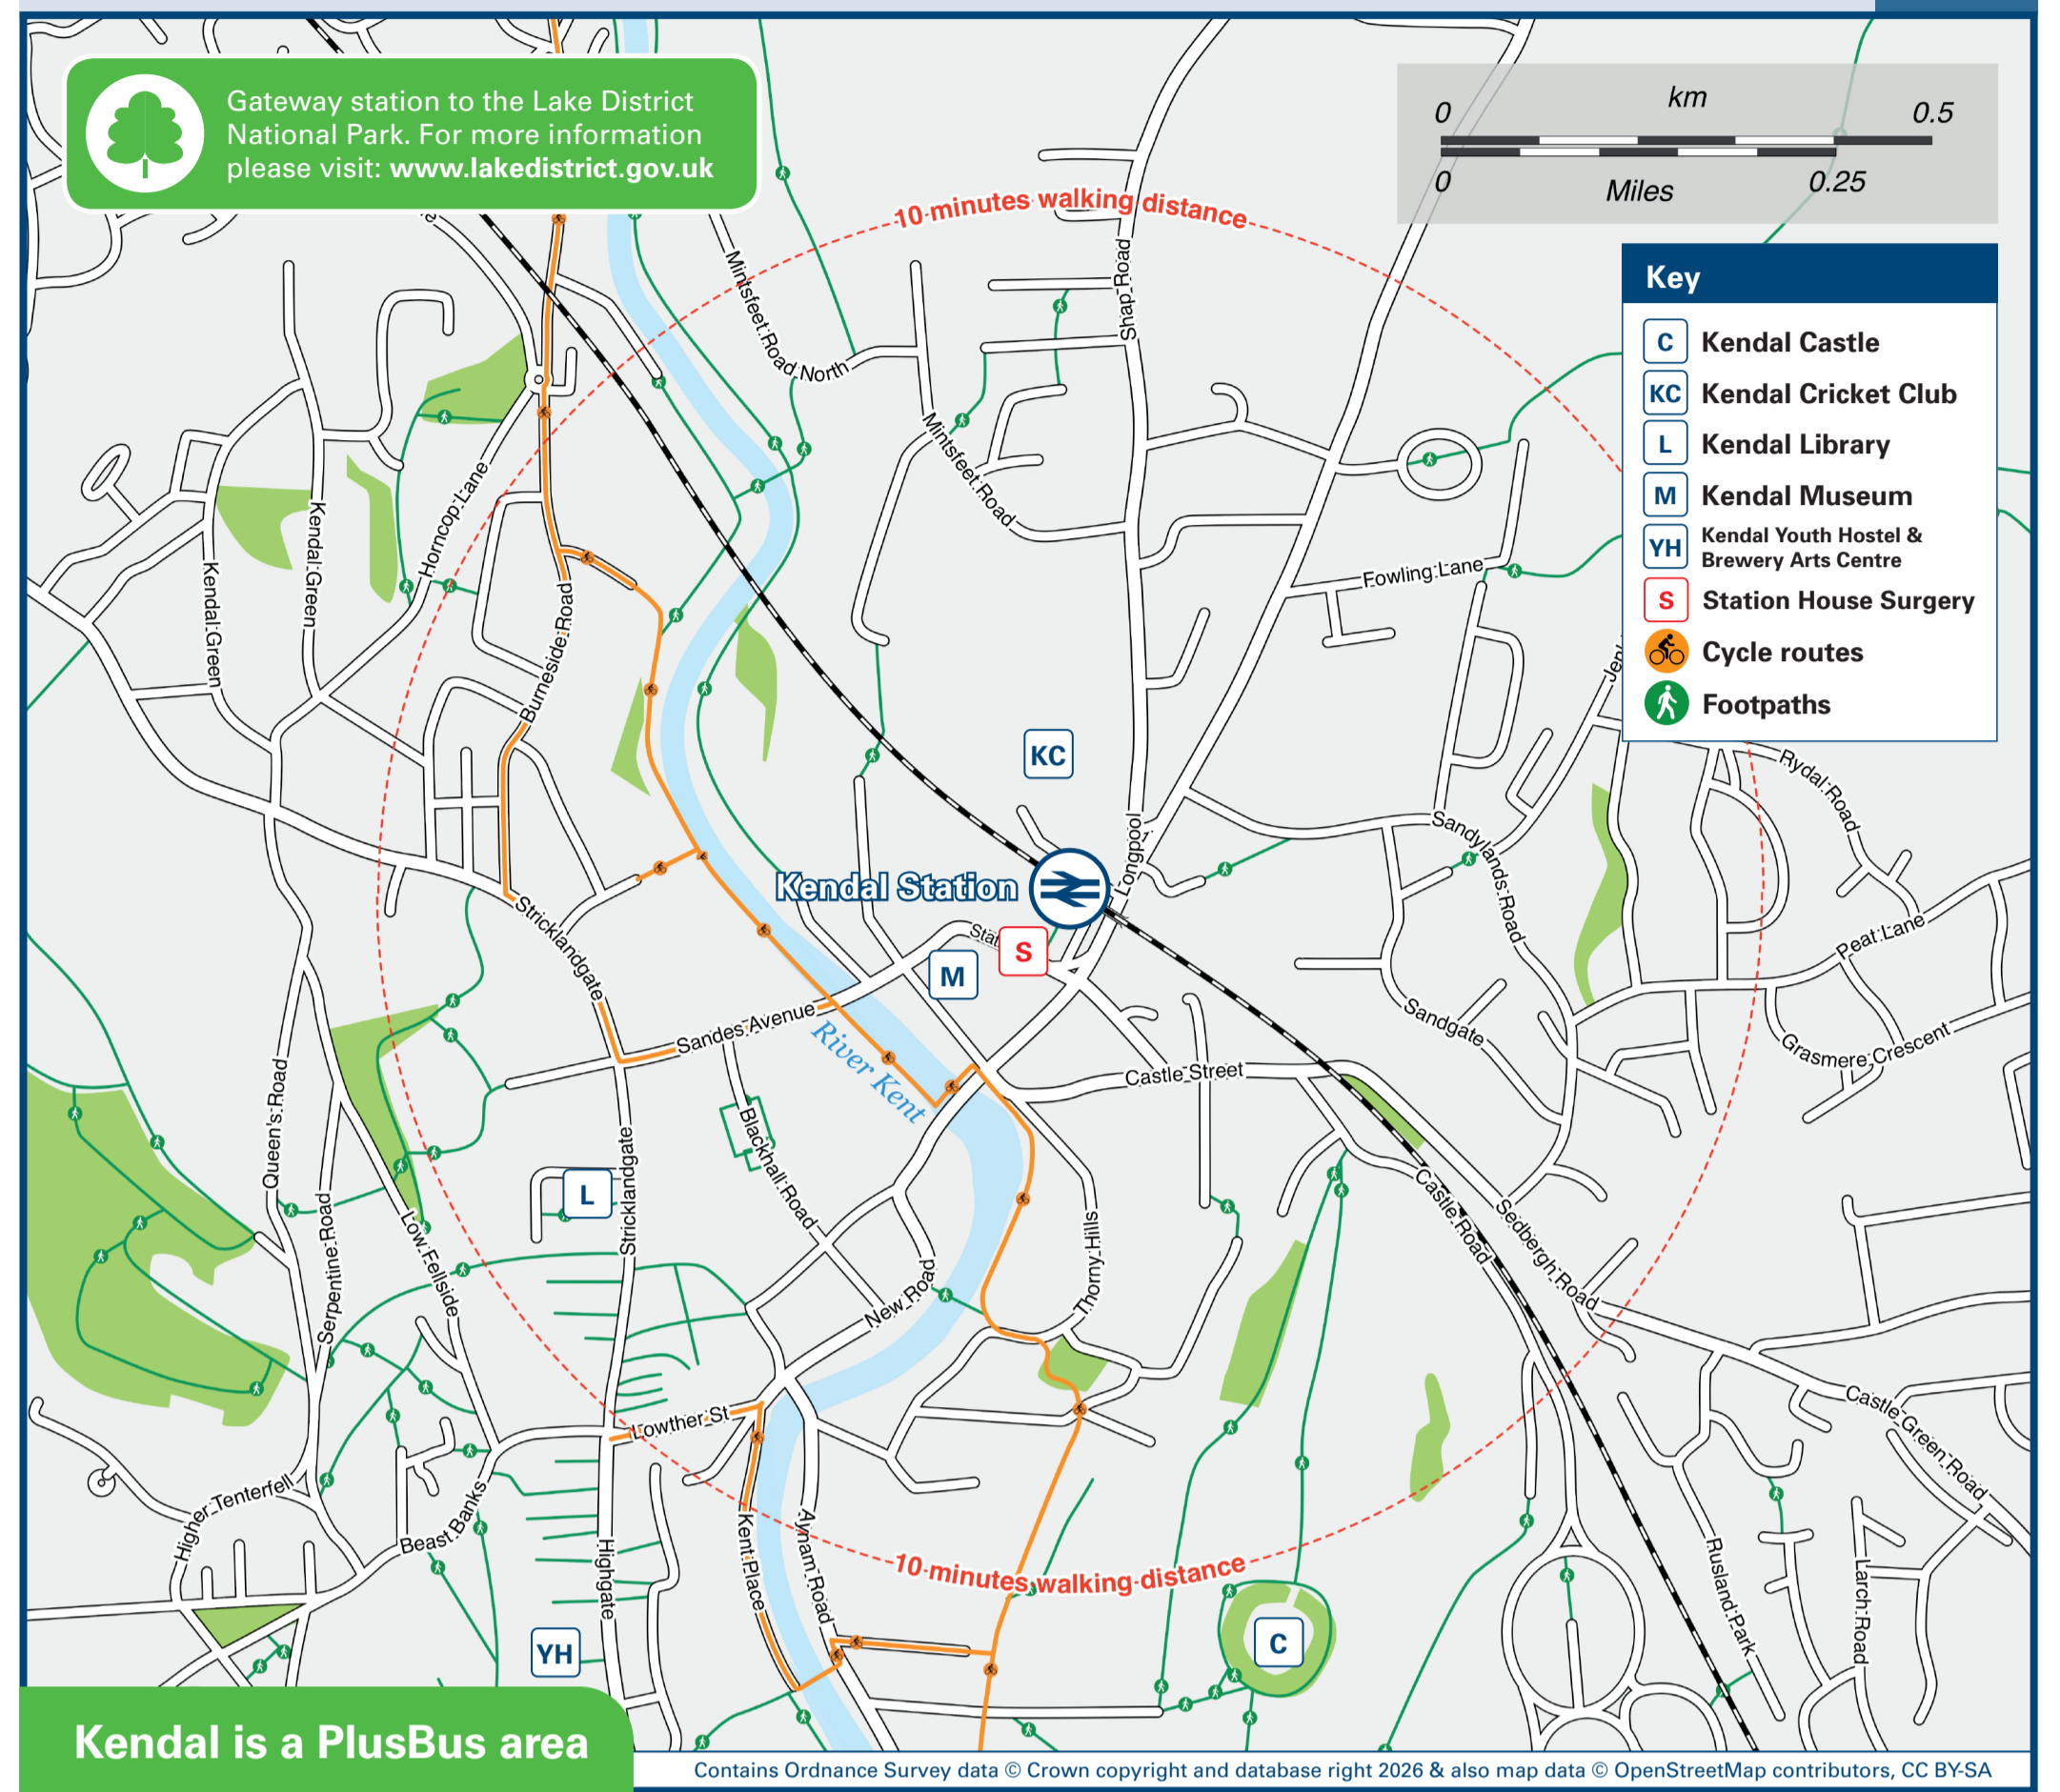 Gateway station to the Lake District
National Park. For more information
please visit: www.lakedistrict.gov.uk
km
0
0.5
0
Miles
0.25
10 minutes walking distance
Key
C Kendal Castle
KC Kendal Cricket Club
L Kendal Library
M Kendal Museum
YH Kendal Youth Hostel &
Brewery Arts Centre
S Station House Surgery
Cycle routes
Footpaths
Mintsfeet Road North
Shap Road
Mintsfeet Road
Horncop Lane
Kendal Green
Kendal Green
Burneside Road
Fowling Lane
KC
Rydal Road
Sandylands Road
Longpool
Kendal Station
Stricklandgate
S
M
Peat Lane
Sandes Avenue
River Kent
Sandgate
Grasmere Crescent
Castle Street
Queen's Road
Blackhall Road
Stricklandgate
L
Serpentine Road
Low Fellside
Thorny Hills
Castle Road
Sedbergh Road
New Road
Lowther St
Castle Green Road
Higher Tenterfell
Beast Banks
Highgate
Kent Place
Aynam Road
10 minutes walking distance
Rusland Park
Larch Road
YH
C
Kendal is a PlusBus area
Contains Ordnance Survey data © Crown copyright and database right 2026 & also map data © OpenStreetMap contributors, CC BY-SA